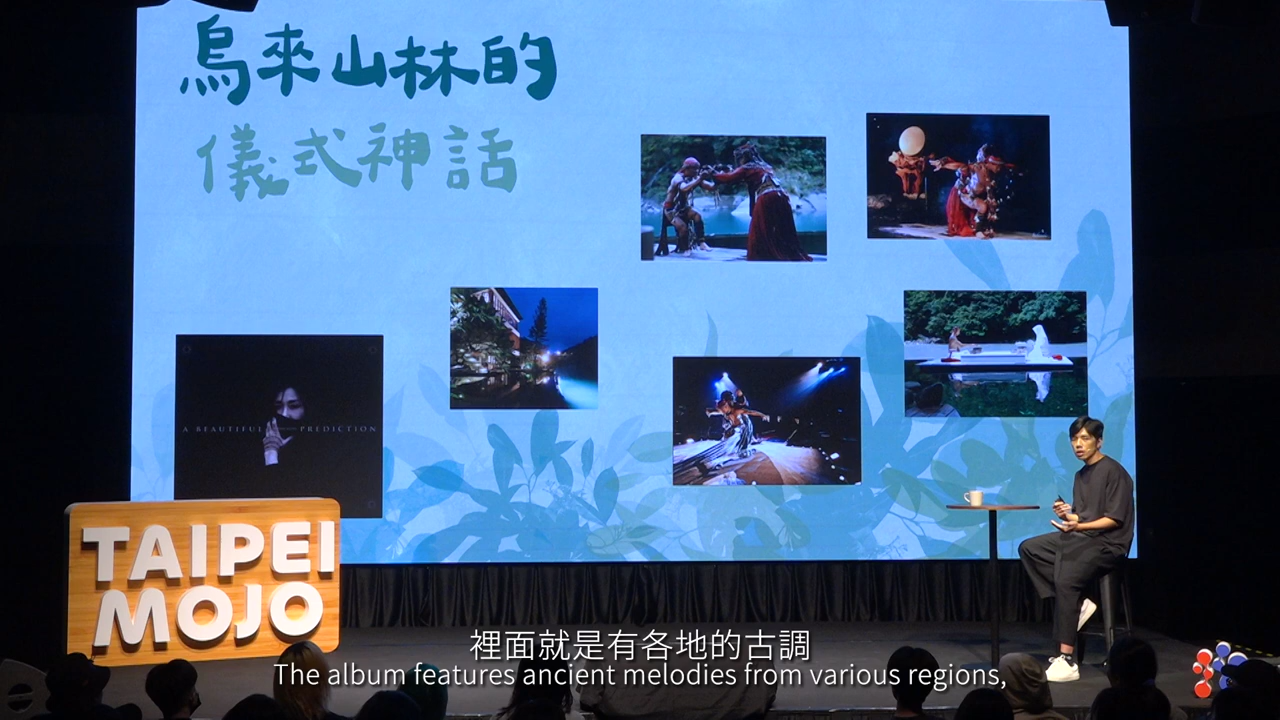 烏來山林的
儀式神話
A BEAUTIFUL PREDICTION
TAIPEI
MOJO
裡面就是有各地的古調
The album features ancient melodies from various regions,